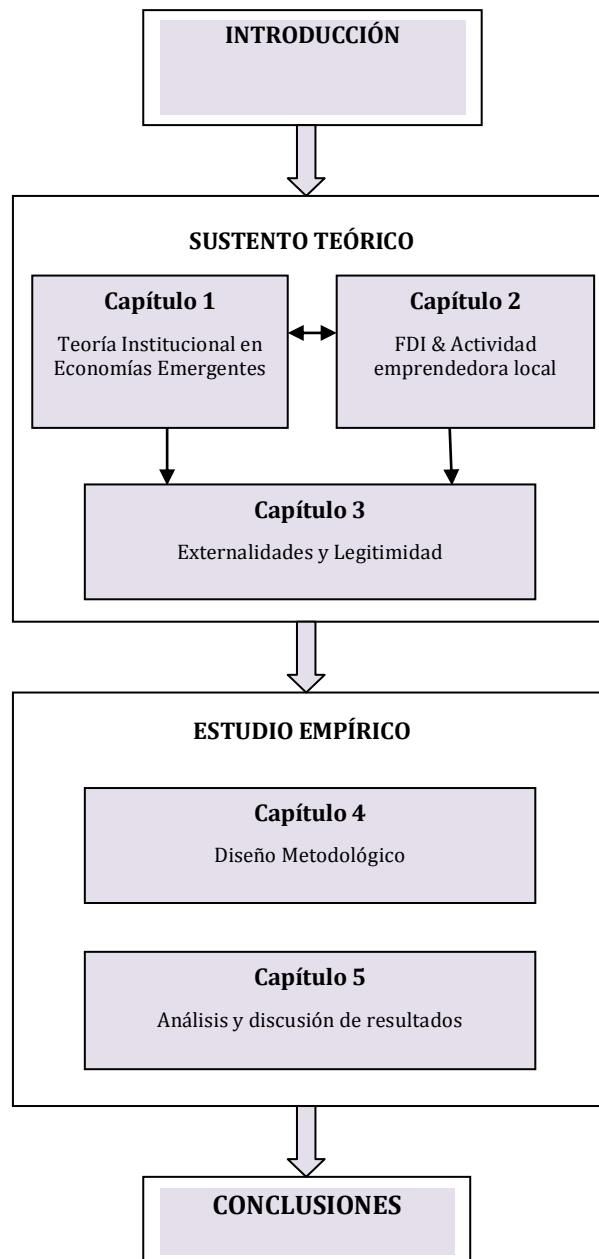 INTRODUCCIÓN
SUSTENTO TEÓRICO
Capítulo 1
Teoría Institucional en
Economías Emergentes
Capítulo 2
FDI & Actividad
emprendedora local
Capítulo 3
Externalidades y Legitimidad
ESTUDIO EMPÍRICO
Capítulo 4
Diseño Metodológico
Capítulo 5
Análisis y discusión de resultados
CONCLUSIONES